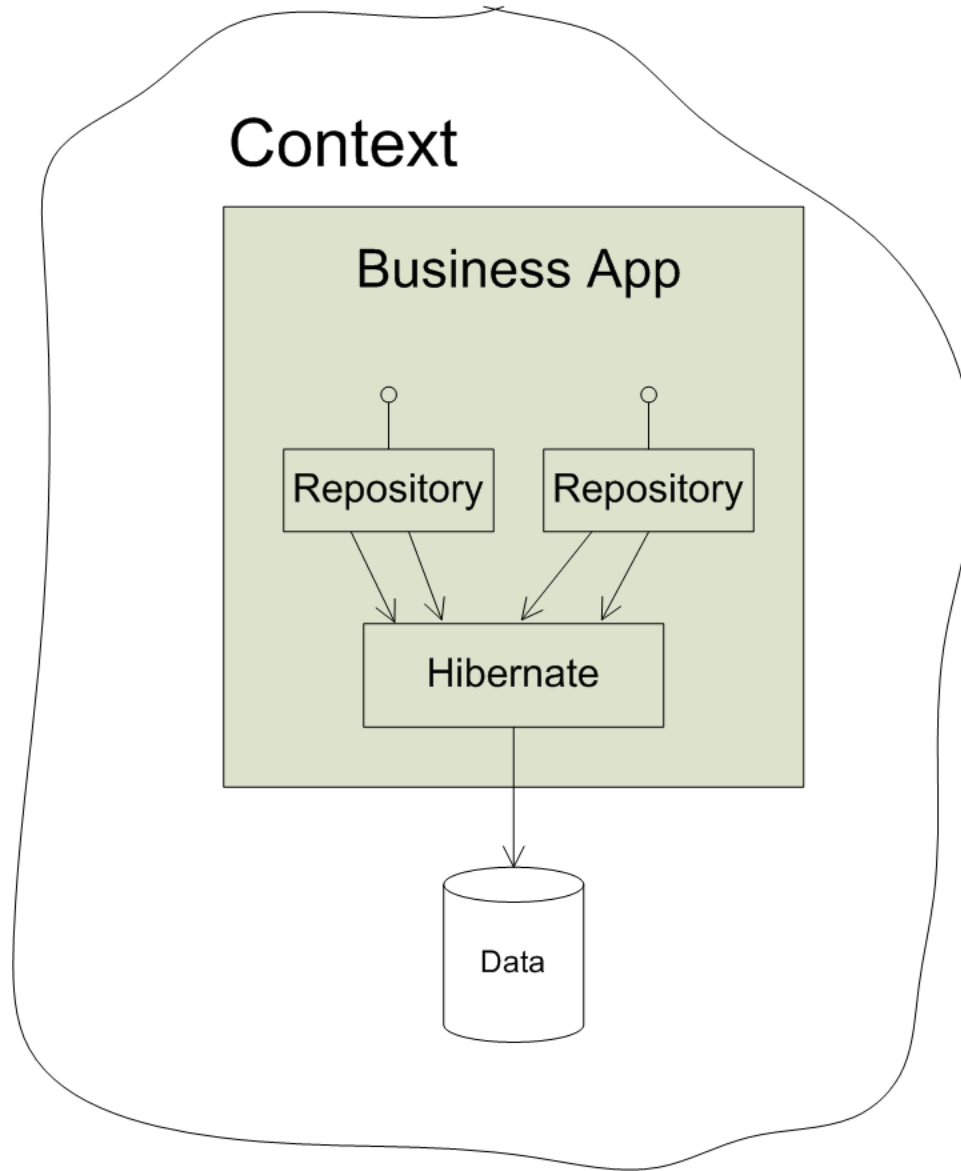 Context
Business App
Repository
Repository
Hibernate
Data